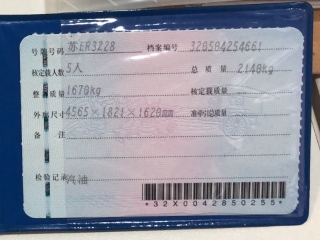 号牌号码 苏ER3228 档案编号 320584254661
核定载人数 5人 总质量 2140kg
整备质量 1670kg 核定载质量 --
外廓尺寸 4565×1821×1620mm 准牵引总质量 --
备注
检验记录 汽油
*32X0042850255*